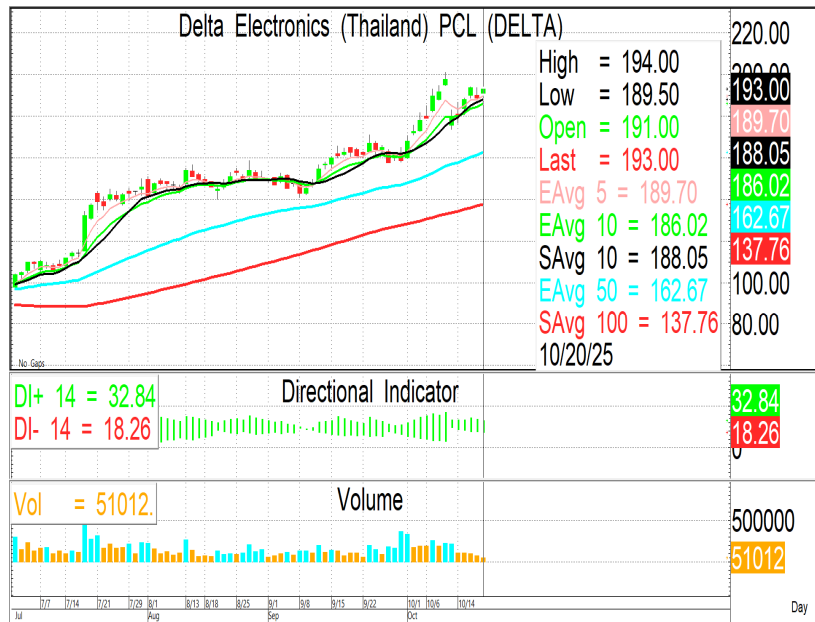 Delta Electronics (Thailand) PCL (DELTA)
High = 194.00
Low = 189.50
Open = 191.00
Last = 193.00
EAvg 5 = 189.70
EAvg 10 = 186.02
SAvg 10 = 188.05
EAvg 50 = 162.67
SAvg 100 = 137.76
10/20/25
220.00
193.00
189.70
188.05
186.02
162.67
137.76
100.00
80.00
No Gaps
Directional Indicator
DI+ 14 = 32.84
DI- 14 = 18.26
32.84
18.26
0
Volume
Vol = 51012.
500000
51012
7/7 7/14 7/21 7/29 8/1 8/13 8/18 8/25 9/1 9/8 9/15 9/22 10/1 10/6 10/14
Jul Aug Sep Oct
Day